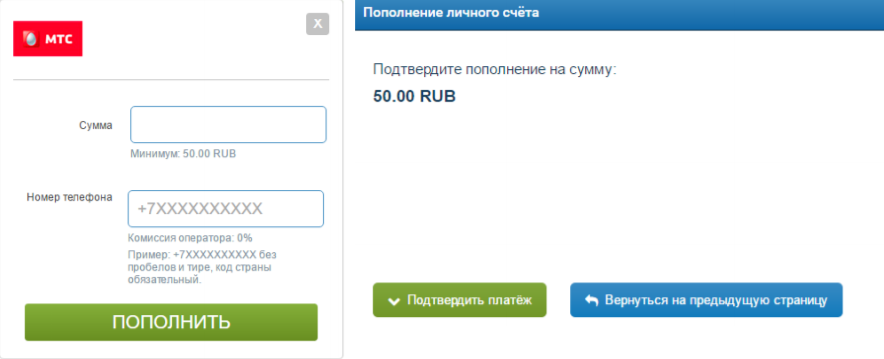 X
МТС
Сумма
Минимум: 50.00 RUB
Номер телефона
+7XXXXXXXXXX
Комиссия оператора: 0%
Пример: +7XXXXXXXXXX без
пробелов и тире, код страны
обязательный.
ПОПОЛНИТЬ
Пополнение личного счёта
Подтвердите пополнение на сумму:
50.00 RUB
Подтвердить платёж
Вернуться на предыдущую страницу